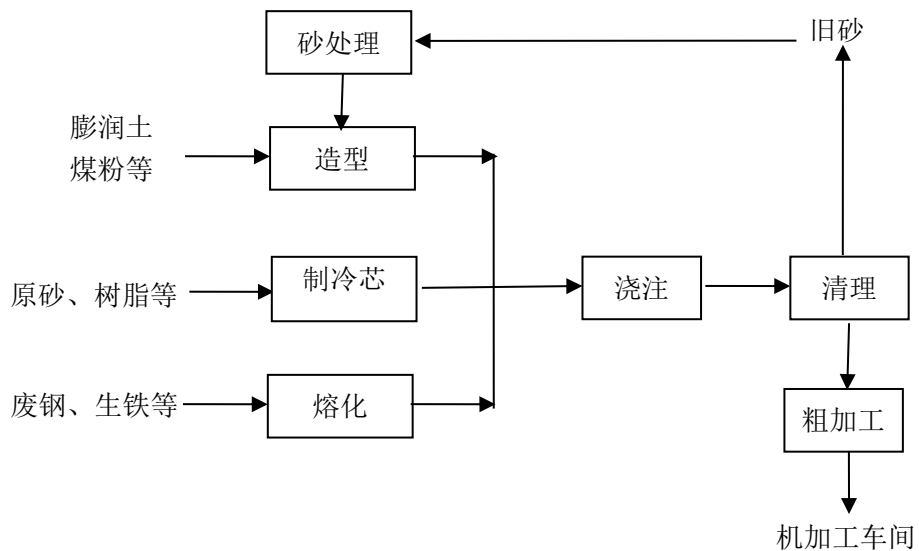 砂处理
旧砂
膨润土
煤粉等
造型
原砂、树脂等
制冷芯
浇注
清理
废钢、生铁等
熔化
粗加工
机加工车间